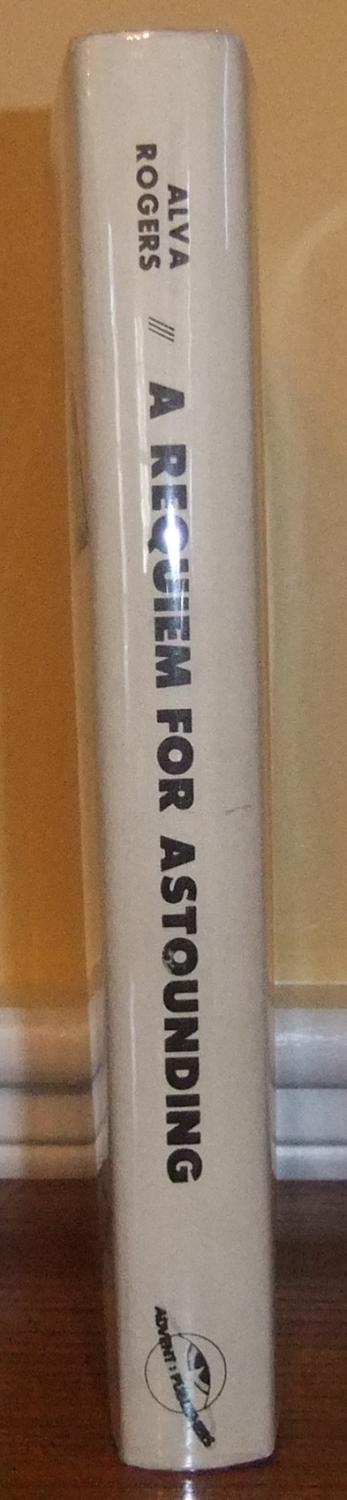 ALVA
ROGERS
///
A REQUIEM FOR ASTOUNDING
ADVENT : PUBLISHERS